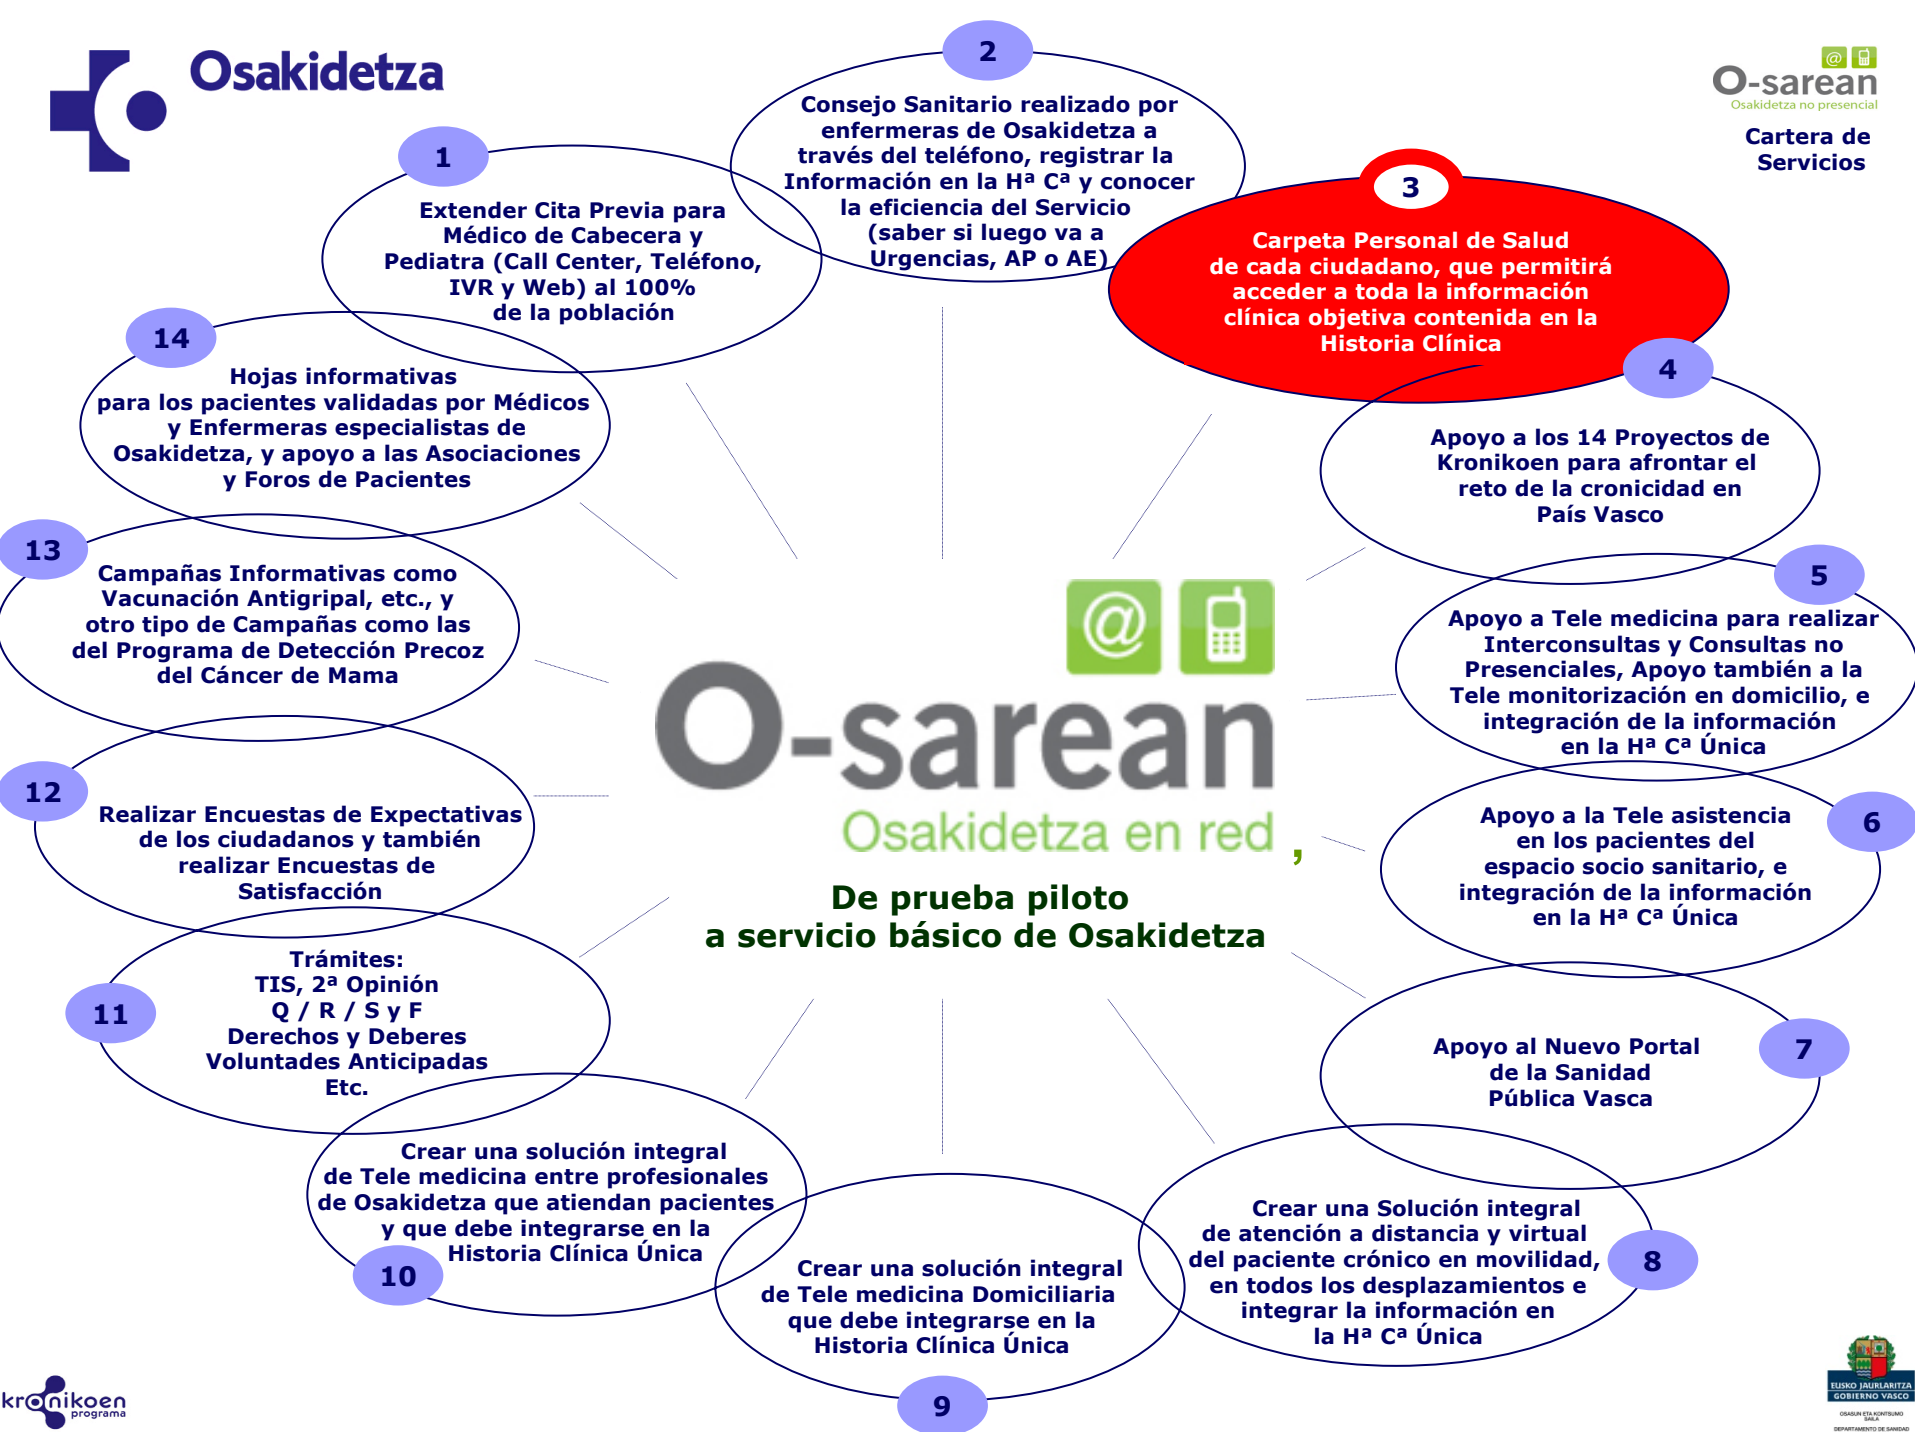 Osakidetza
O-sarean
Osakidetza no presencial
Cartera de
Servicios
1
Extender Cita Previa para
Médico de Cabecera y
Pediatra (Call Center, Teléfono,
IVR y Web) al 100%
de la población
2
Consejo Sanitario realizado por
enfermeras de Osakidetza a
través del teléfono, registrar la
Información en la Hª Cª y conocer
la eficiencia del Servicio
(saber si luego va a
Urgencias, AP o AE)
3
Carpeta Personal de Salud
de cada ciudadano, que permitirá
acceder a toda la información
clínica objetiva contenida en la
Historia Clínica
4
Apoyo a los 14 Proyectos de
Kronikoen para afrontar el
reto de la cronicidad en
País Vasco
5
Apoyo a Tele medicina para realizar
Interconsultas y Consultas no
Presenciales, Apoyo también a la
Tele monitorización en domicilio, e
integración de la información
en la Hª Cª Única
6
Apoyo a la Tele asistencia
en los pacientes del
espacio socio sanitario, e
integración de la información
en la Hª Cª Única
7
Apoyo al Nuevo Portal
de la Sanidad
Pública Vasca
8
Crear una Solución integral
de atención a distancia y virtual
del paciente crónico en movilidad,
en todos los desplazamientos e
integrar la información en
la Hª Cª Única
9
Crear una solución integral
de Tele medicina Domiciliaria
que debe integrarse en la
Historia Clínica Única
10
Crear una solución integral
de Tele medicina entre profesionales
de Osakidetza que atiendan pacientes
y que debe integrarse en la
Historia Clínica Única
11
Trámites:
TIS, 2ª Opinión
Q / R / S y F
Derechos y Deberes
Voluntades Anticipadas
Etc.
12
Realizar Encuestas de Expectativas
de los ciudadanos y también
realizar Encuestas de
Satisfacción
13
Campañas Informativas como
Vacunación Antigripal, etc., y
otro tipo de Campañas como las
del Programa de Detección Precoz
del Cáncer de Mama
14
Hojas informativas
para los pacientes validadas por Médicos
y Enfermeras especialistas de
Osakidetza, y apoyo a las Asociaciones
y Foros de Pacientes
@
O-sarean
Osakidetza en red ,
De prueba piloto
a servicio básico de Osakidetza
kronikoen
programa
EUSKO JAURLARITZA
GOBIERNO VASCO
OSASUN ETA KONTSUMO
SAILA
DEPARTAMENTO DE SANIDAD